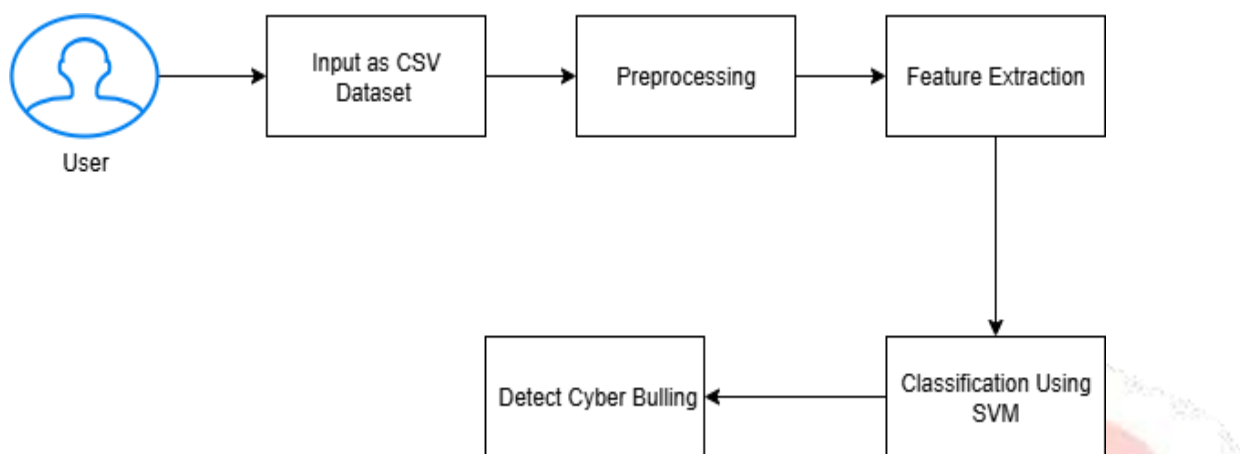 Input as CSV
Dataset
Preprocessing
Feature Extraction
User
Classification Using
SVM
Detect Cyber Bulling